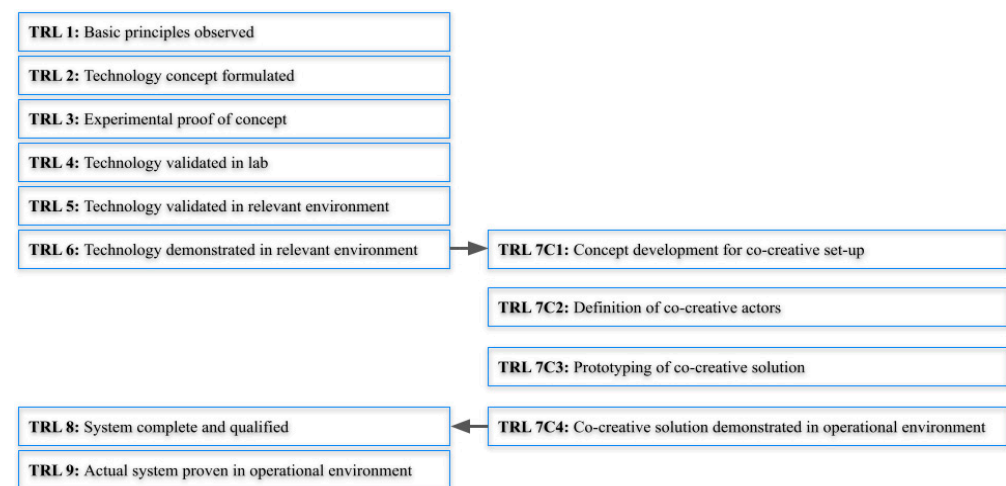 TRL 1: Basic principles observed
TRL 2: Technology concept formulated
TRL 3: Experimental proof of concept
TRL 4: Technology validated in lab
TRL 5: Technology validated in relevant environment
TRL 6: Technology demonstrated in relevant environment
TRL 7C1: Concept development for co-creative set-up
TRL 7C2: Definition of co-creative actors
TRL 7C3: Prototyping of co-creative solution
TRL 7C4: Co-creative solution demonstrated in operational environment
TRL 8: System complete and qualified
TRL 9: Actual system proven in operational environment